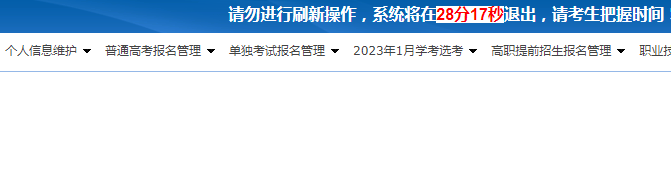 请勿进行刷新操作，系统将在28分17秒退出，请考生把握时间
个人信息维护 普通高考报名管理 单独考试报名管理 2023年1月学考选考 高职提前招生报名管理 职业技